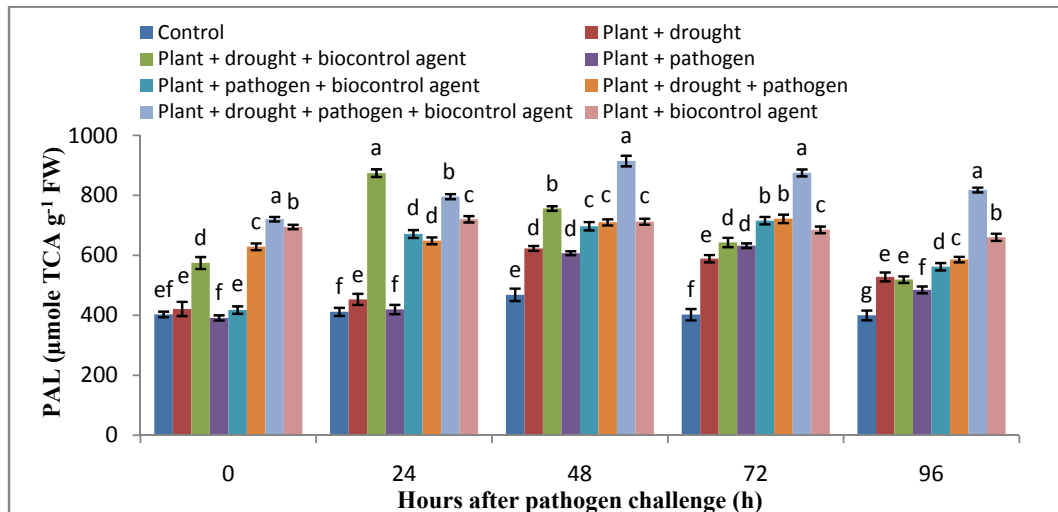 Control
Plant + drought
Plant + drought + biocontrol agent
Plant + pathogen
Plant + pathogen + biocontrol agent
Plant + drought + pathogen
Plant + drought + pathogen + biocontrol agent
Plant + biocontrol agent
PAL (µmole TCA g⁻¹ FW)
1000
800
600
400
200
0
ef e d f e c a b
f e a f d d b c
e d b d c c a c
f e d d b b a c
g e e f d c a b
0 24 48 72 96
Hours after pathogen challenge (h)